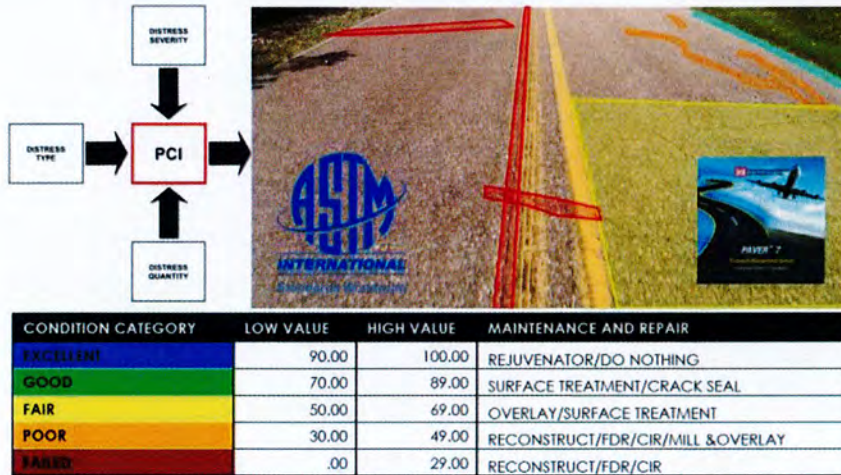 DISTRESS
SEVERITY
DISTRESS
TYPE
PCI
DISTRESS
QUANTITY
ASTM
INTERNATIONAL
Standards Worldwide
PAVER™ 7
CONDITION CATEGORY LOW VALUE HIGH VALUE MAINTENANCE AND REPAIR
EXCELLENT 90.00 100.00 REJUVENATOR/DO NOTHING
GOOD 70.00 89.00 SURFACE TREATMENT/CRACK SEAL
FAIR 50.00 69.00 OVERLAY/SURFACE TREATMENT
POOR 30.00 49.00 RECONSTRUCT/FDR/CIR/MILL &OVERLAY
FAILED .00 29.00 RECONSTRUCT/FDR/CIR